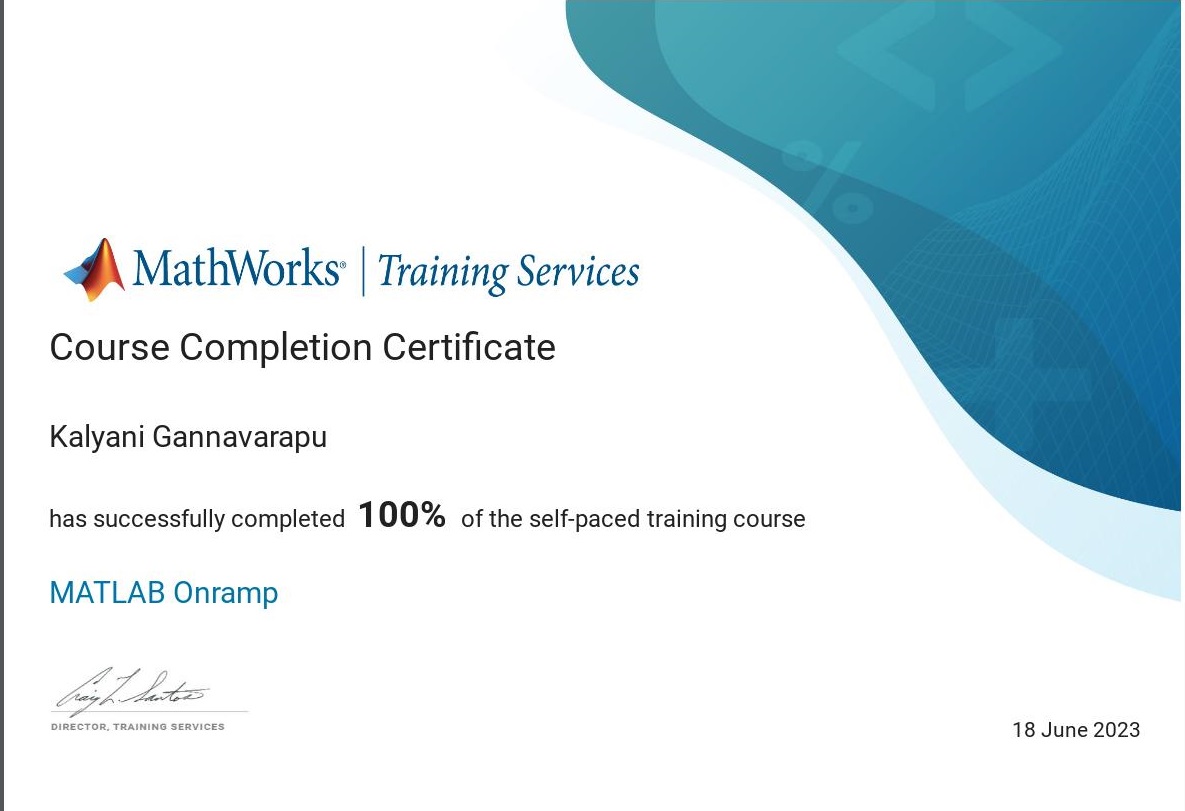 MathWorks® | Training Services
Course Completion Certificate
Kalyani Gannavarapu
has successfully completed 100% of the self-paced training course
MATLAB Onramp
Craig L. Santos
DIRECTOR, TRAINING SERVICES
18 June 2023